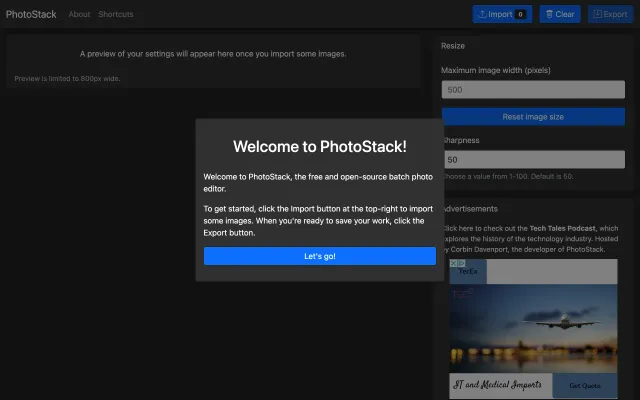 PhotoStack
About
Shortcuts
Import 0
Clear
Export
A preview of your settings will appear here once you import some images.
Preview is limited to 800px wide.
Resize
Maximum image width (pixels)
500
Reset image size
Sharpness
50
Choose a value from 1-100. Default is 50.
Welcome to PhotoStack!
Welcome to PhotoStack, the free and open-source batch photo
editor.
To get started, click the Import button at the top-right to import
some images. When you're ready to save your work, click the
Export button.
Let's go!
Advertisements
Click here to check out the Tech Tales Podcast, which
explores the history of the technology industry. Hosted
by Corbin Davenport, the developer of PhotoStack.
TecEx
IT and Medical Imports
Get Quote